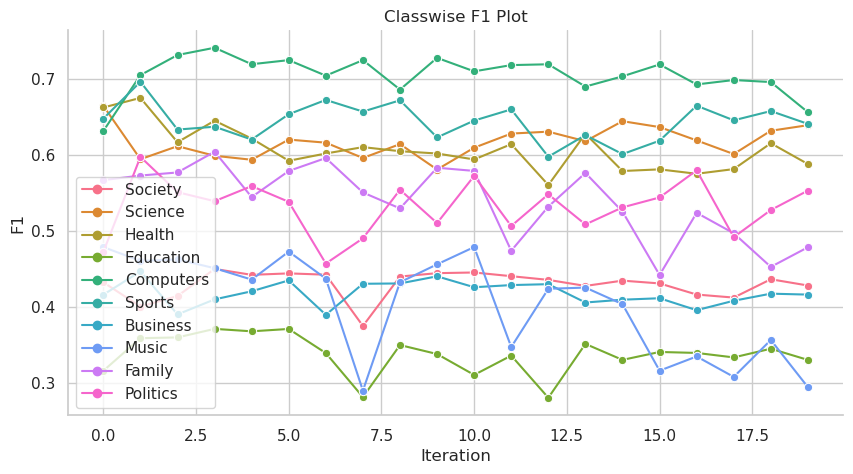 Classwise F1 Plot
F1
0.7
0.6
0.5
0.4
0.3
Society
Science
Health
Education
Computers
Sports
Business
Music
Family
Politics
0.0 2.5 5.0 7.5 10.0 12.5 15.0 17.5
Iteration